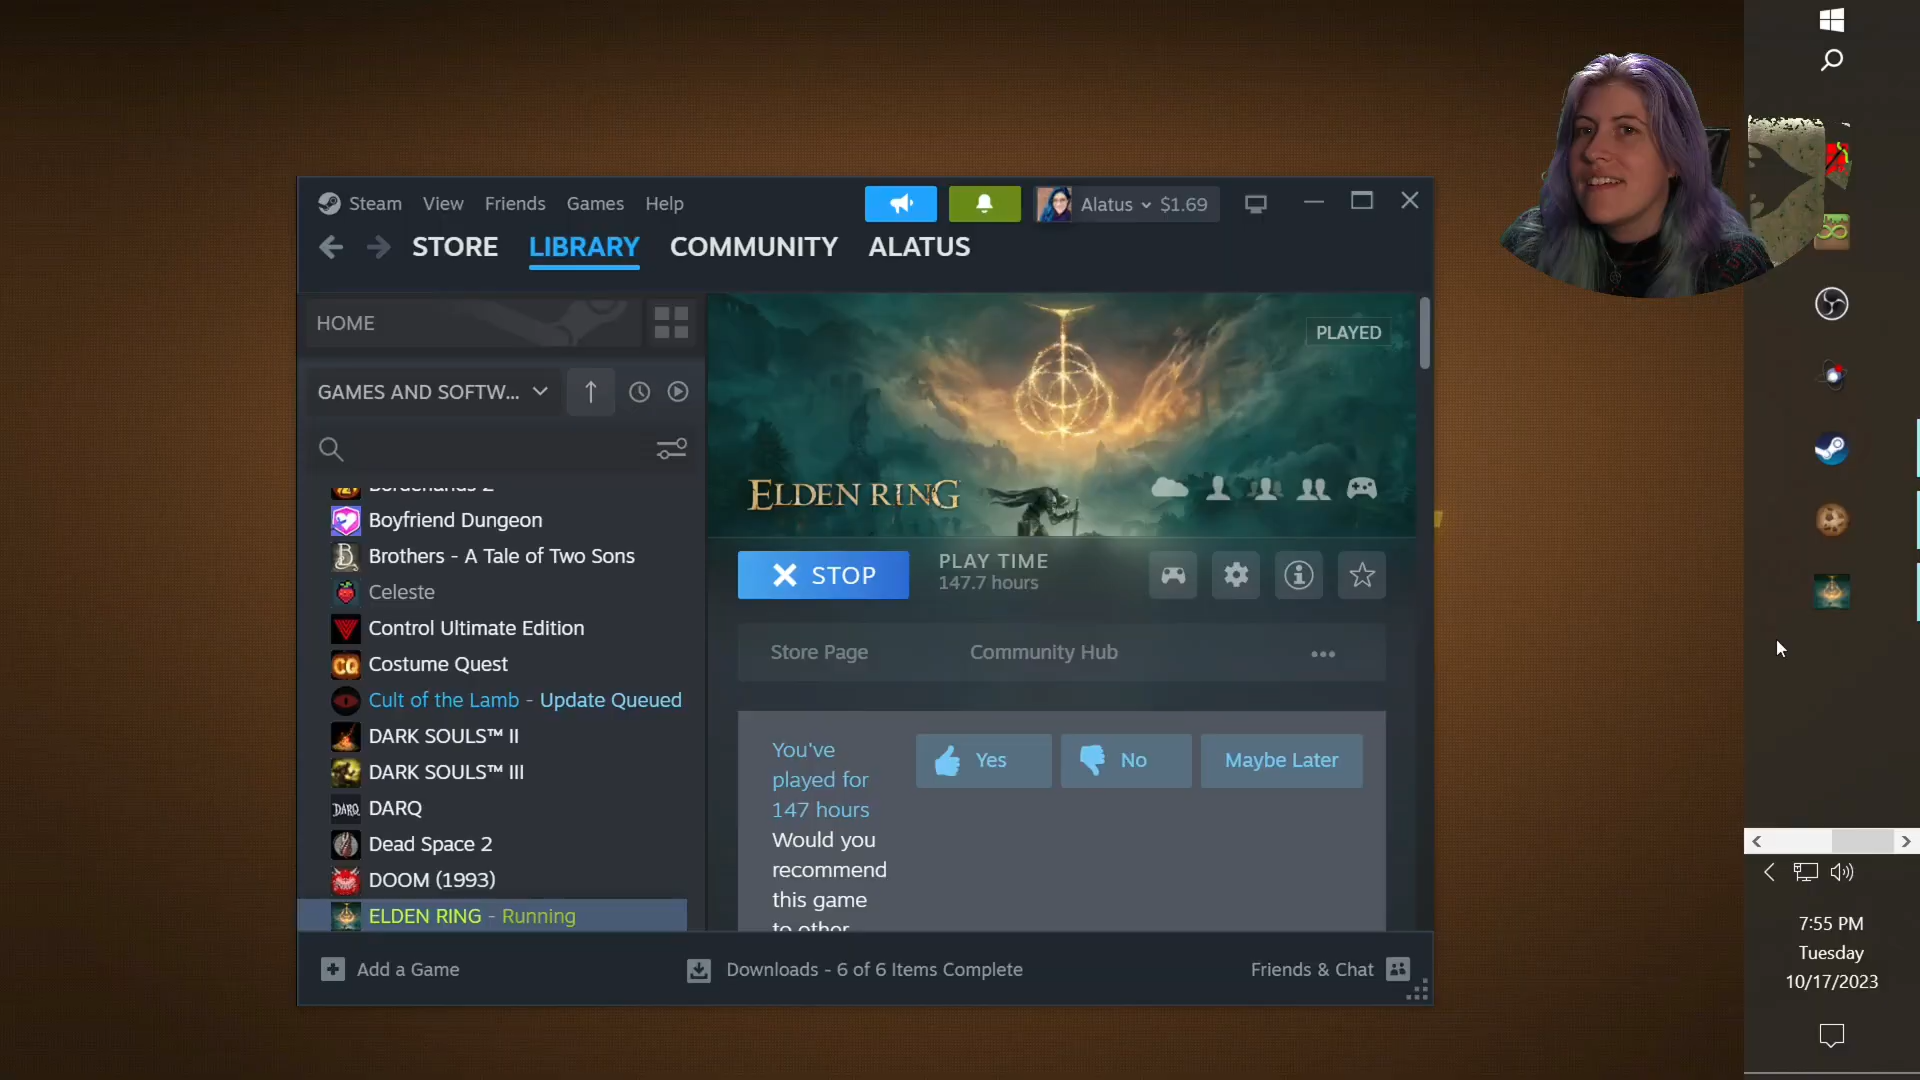 Steam View Friends Games Help
Alatus $1.69
STORE LIBRARY COMMUNITY ALATUS
HOME
GAMES AND SOFTW...
Borderlands 2
Boyfriend Dungeon
Brothers - A Tale of Two Sons
Celeste
Control Ultimate Edition
Costume Quest
Cult of the Lamb - Update Queued
DARK SOULS™ II
DARK SOULS™ III
DARQ
DARQ
Dead Space 2
DOOM (1993)
ELDEN RING - Running
PLAYED
ELDEN RING
STOP
PLAY TIME
147.7 hours
Store Page Community Hub
You've
played for
147 hours
Would you
recommend
this game
to other
Yes No Maybe Later
Add a Game
Downloads - 6 of 6 Items Complete
Friends & Chat
7:55 PM
Tuesday
10/17/2023